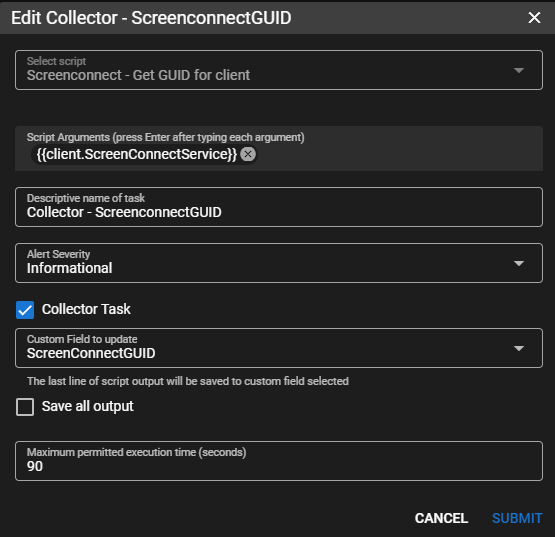 Edit Collector - ScreenconnectGUID
Select script
Screenconnect - Get GUID for client
Script Arguments (press Enter after typing each argument)
{{client.ScreenConnectService}}
Descriptive name of task
Collector - ScreenconnectGUID
Alert Severity
Informational
Collector Task
Custom Field to update
ScreenConnectGUID
The last line of script output will be saved to custom field selected
Save all output
Maximum permitted execution time (seconds)
90
CANCEL SUBMIT